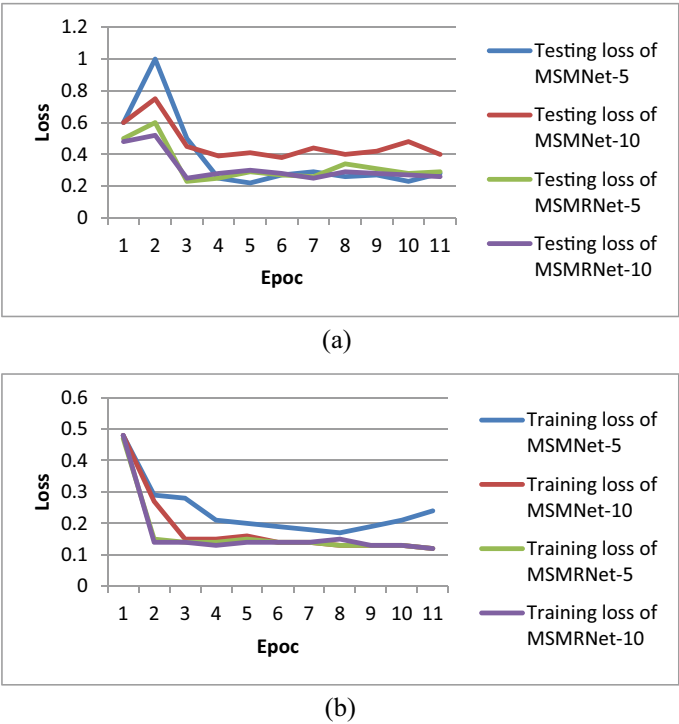 1.2
1
0.8
0.6
0.4
0.2
0
Loss
1 2 3 4 5 6 7 8 9 10 11
Epoc
Testing loss of
MSMNet-5
Testing loss of
MSMNet-10
Testing loss of
MSMRNet-5
Testing loss of
MSMRNet-10
(a)
0.6
0.5
0.4
0.3
0.2
0.1
0
Loss
1 2 3 4 5 6 7 8 9 10 11
Epoc
Training loss of
MSMNet-5
Training loss of
MSMNet-10
Training loss of
MSMRNet-5
Training loss of
MSMRNet-10
(b)